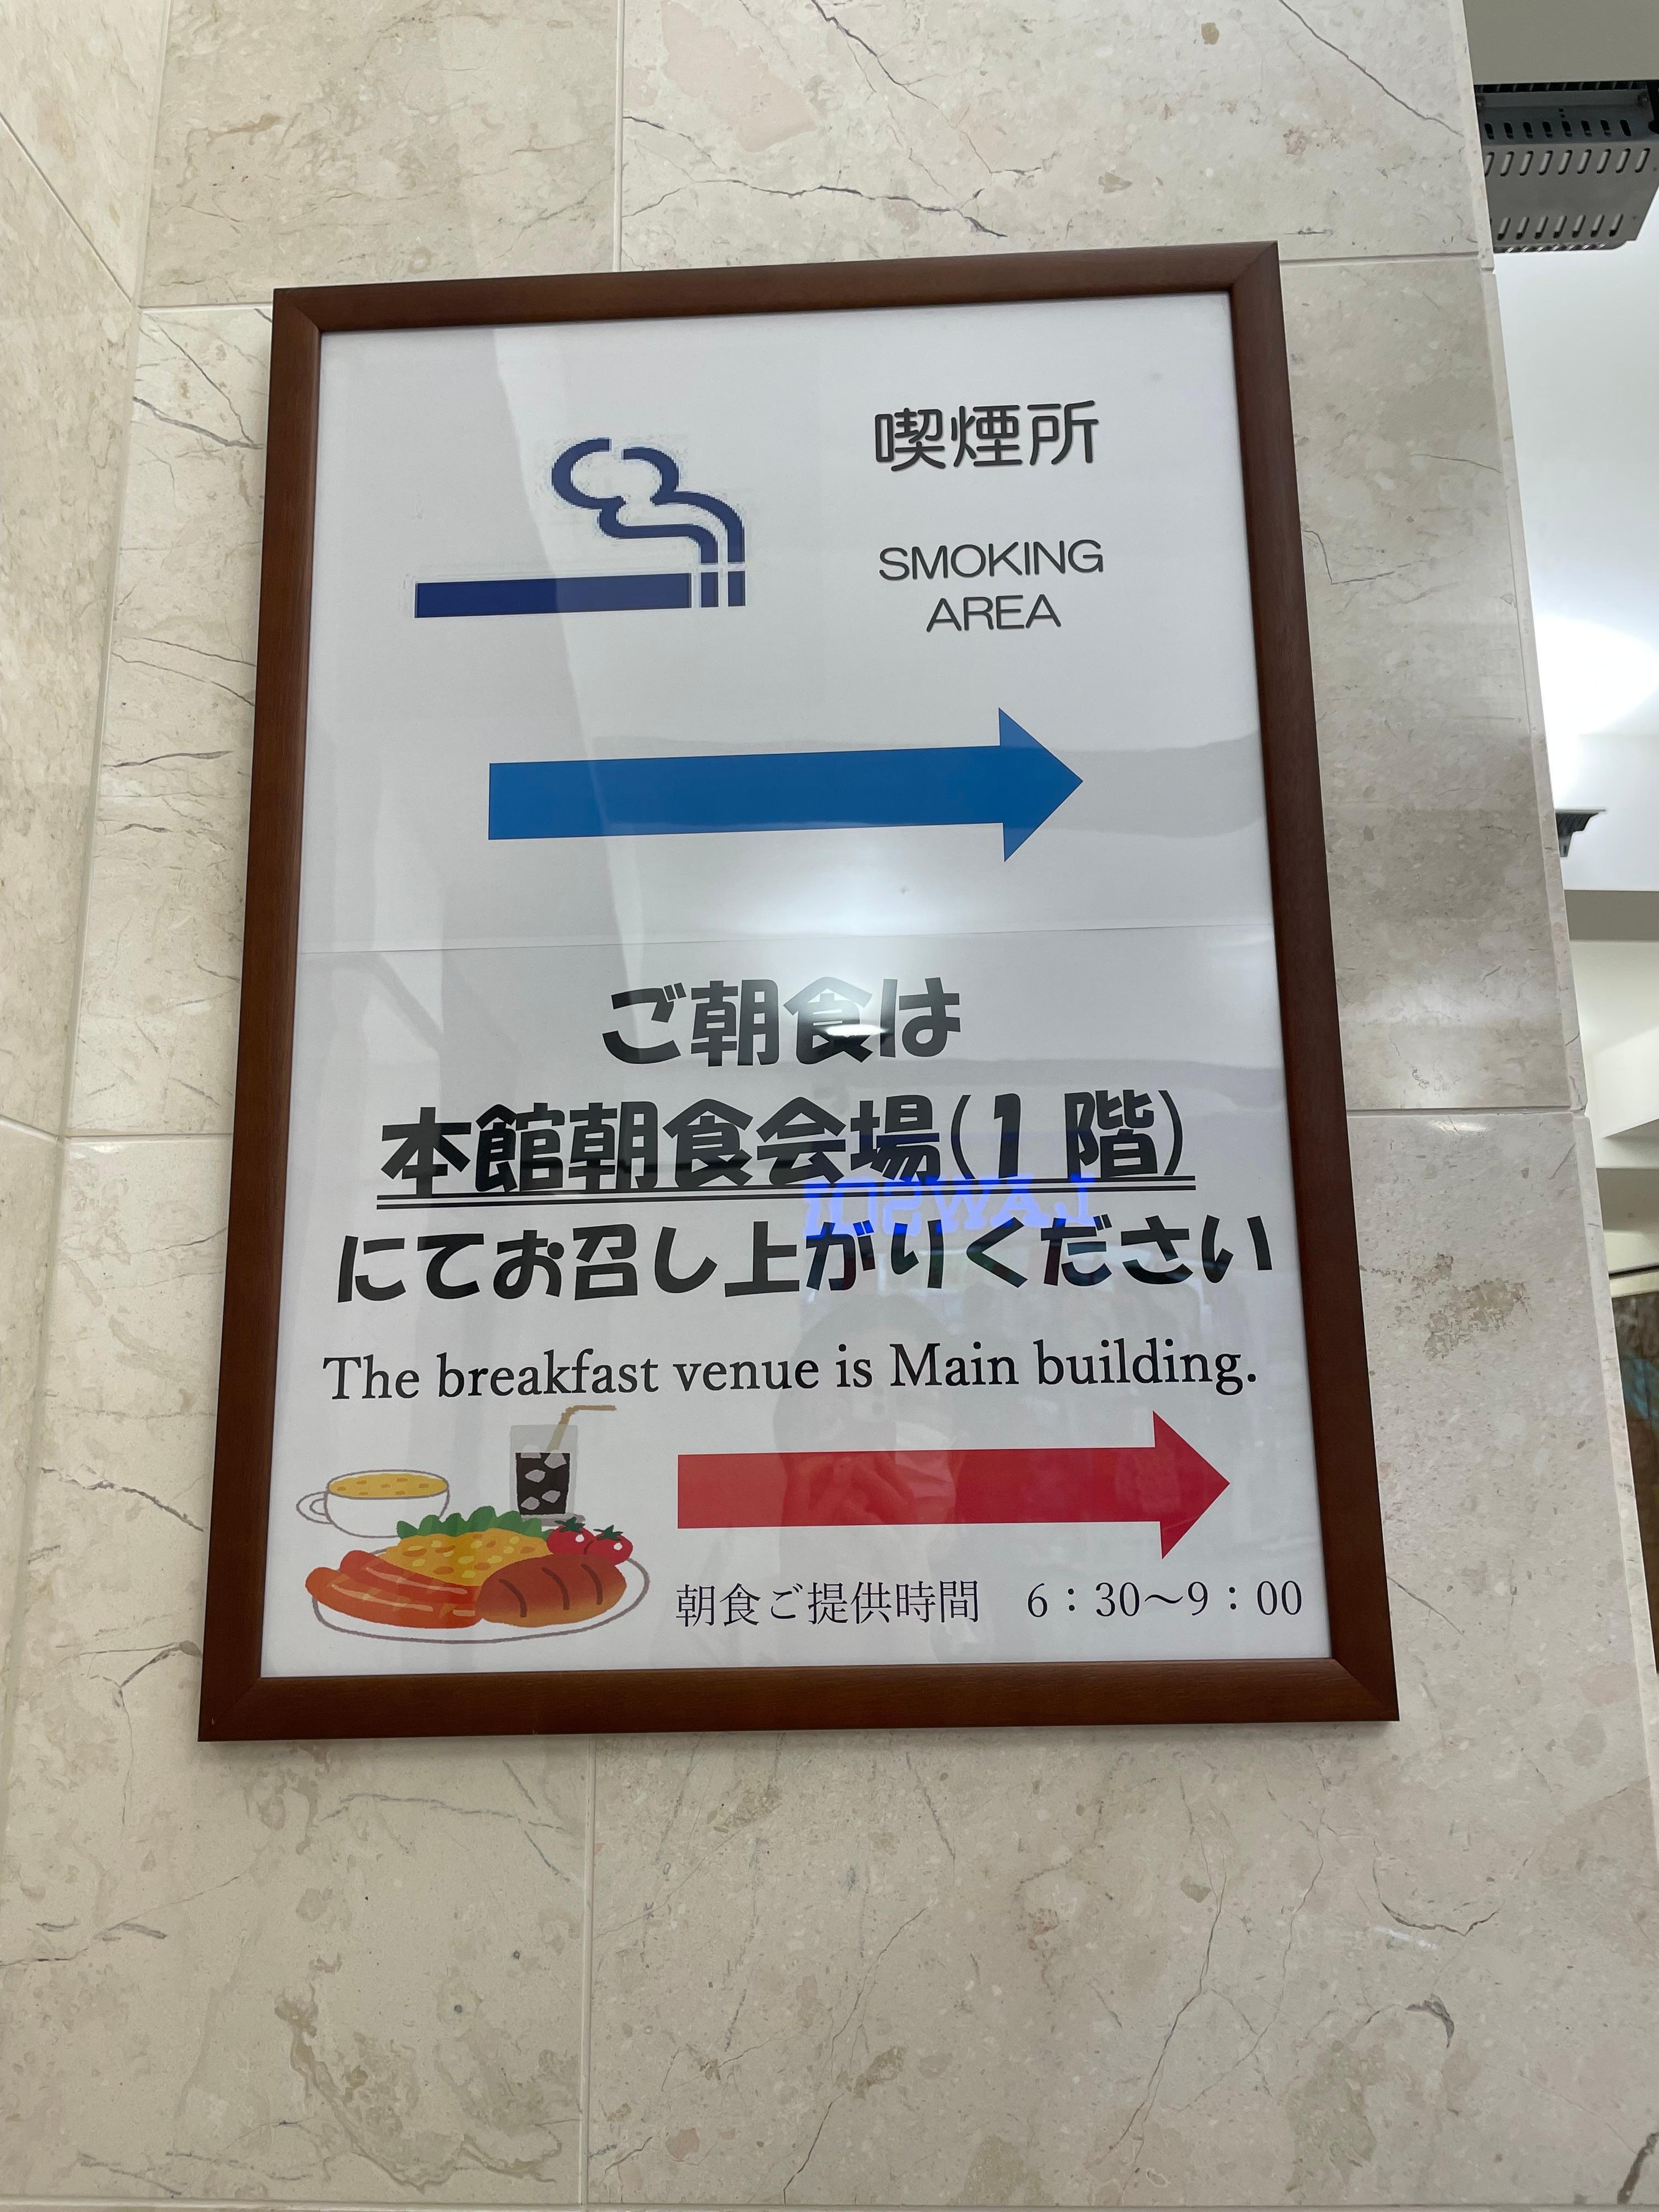 喫煙所
SMOKING
AREA
ご朝食は
本館朝食会場(1 階)
にてお召し上がりください
The breakfast venue is Main building.
朝食ご提供時間　6：30～9：00